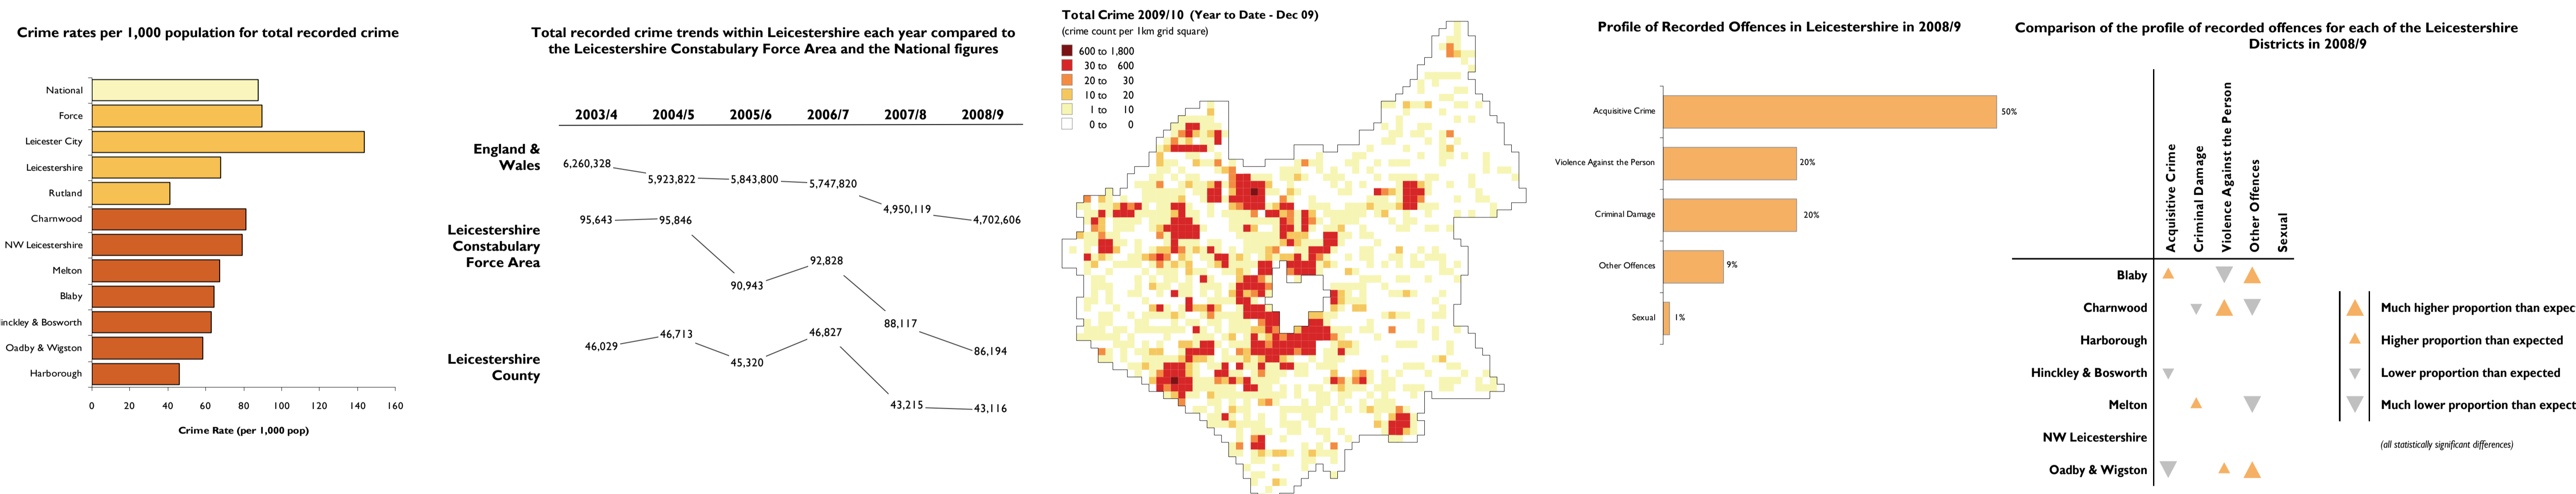 Crime rates per 1,000 population for total recorded crime
National
Force
Leicester City
Leicestershire
Rutland
Charnwood
NW Leicestershire
Melton
Blaby
inckley & Bosworth
Oadby & Wigston
Harborough
0 20 40 60 80 100 120 140 160
Crime Rate (per 1,000 pop)
Total recorded crime trends within Leicestershire each year compared to
the Leicestershire Constabulary Force Area and the National figures
2003/4 2004/5 2005/6 2006/7 2007/8 2008/9
England &
Wales
6,260,328 5,923,822 5,843,800 5,747,820 4,950,119 4,702,606
Leicestershire
Constabulary
Force Area
95,643 95,846 90,943 92,828 88,117 86,194
Leicestershire
County
46,029 46,713 45,320 46,827 43,215 43,116
Total Crime 2009/10 (Year to Date - Dec 09)
(crime count per 1km grid square)
600 to 1,800
30 to 600
20 to 30
10 to 20
1 to 10
0 to 0
Profile of Recorded Offences in Leicestershire in 2008/9
Acquisitive Crime 50%
Violence Against the Person 20%
Criminal Damage 20%
Other Offences 9%
Sexual 1%
Comparison of the profile of recorded offences for each of the Leicestershire
Districts in 2008/9
Acquisitive Crime
Criminal Damage
Violence Against the Person
Other Offences
Sexual
Blaby
Charnwood
Harborough
Hinckley & Bosworth
Melton
NW Leicestershire
Oadby & Wigston
Much higher proportion than expec
Higher proportion than expected
Lower proportion than expected
Much lower proportion than expect
(all statistically significant differences)